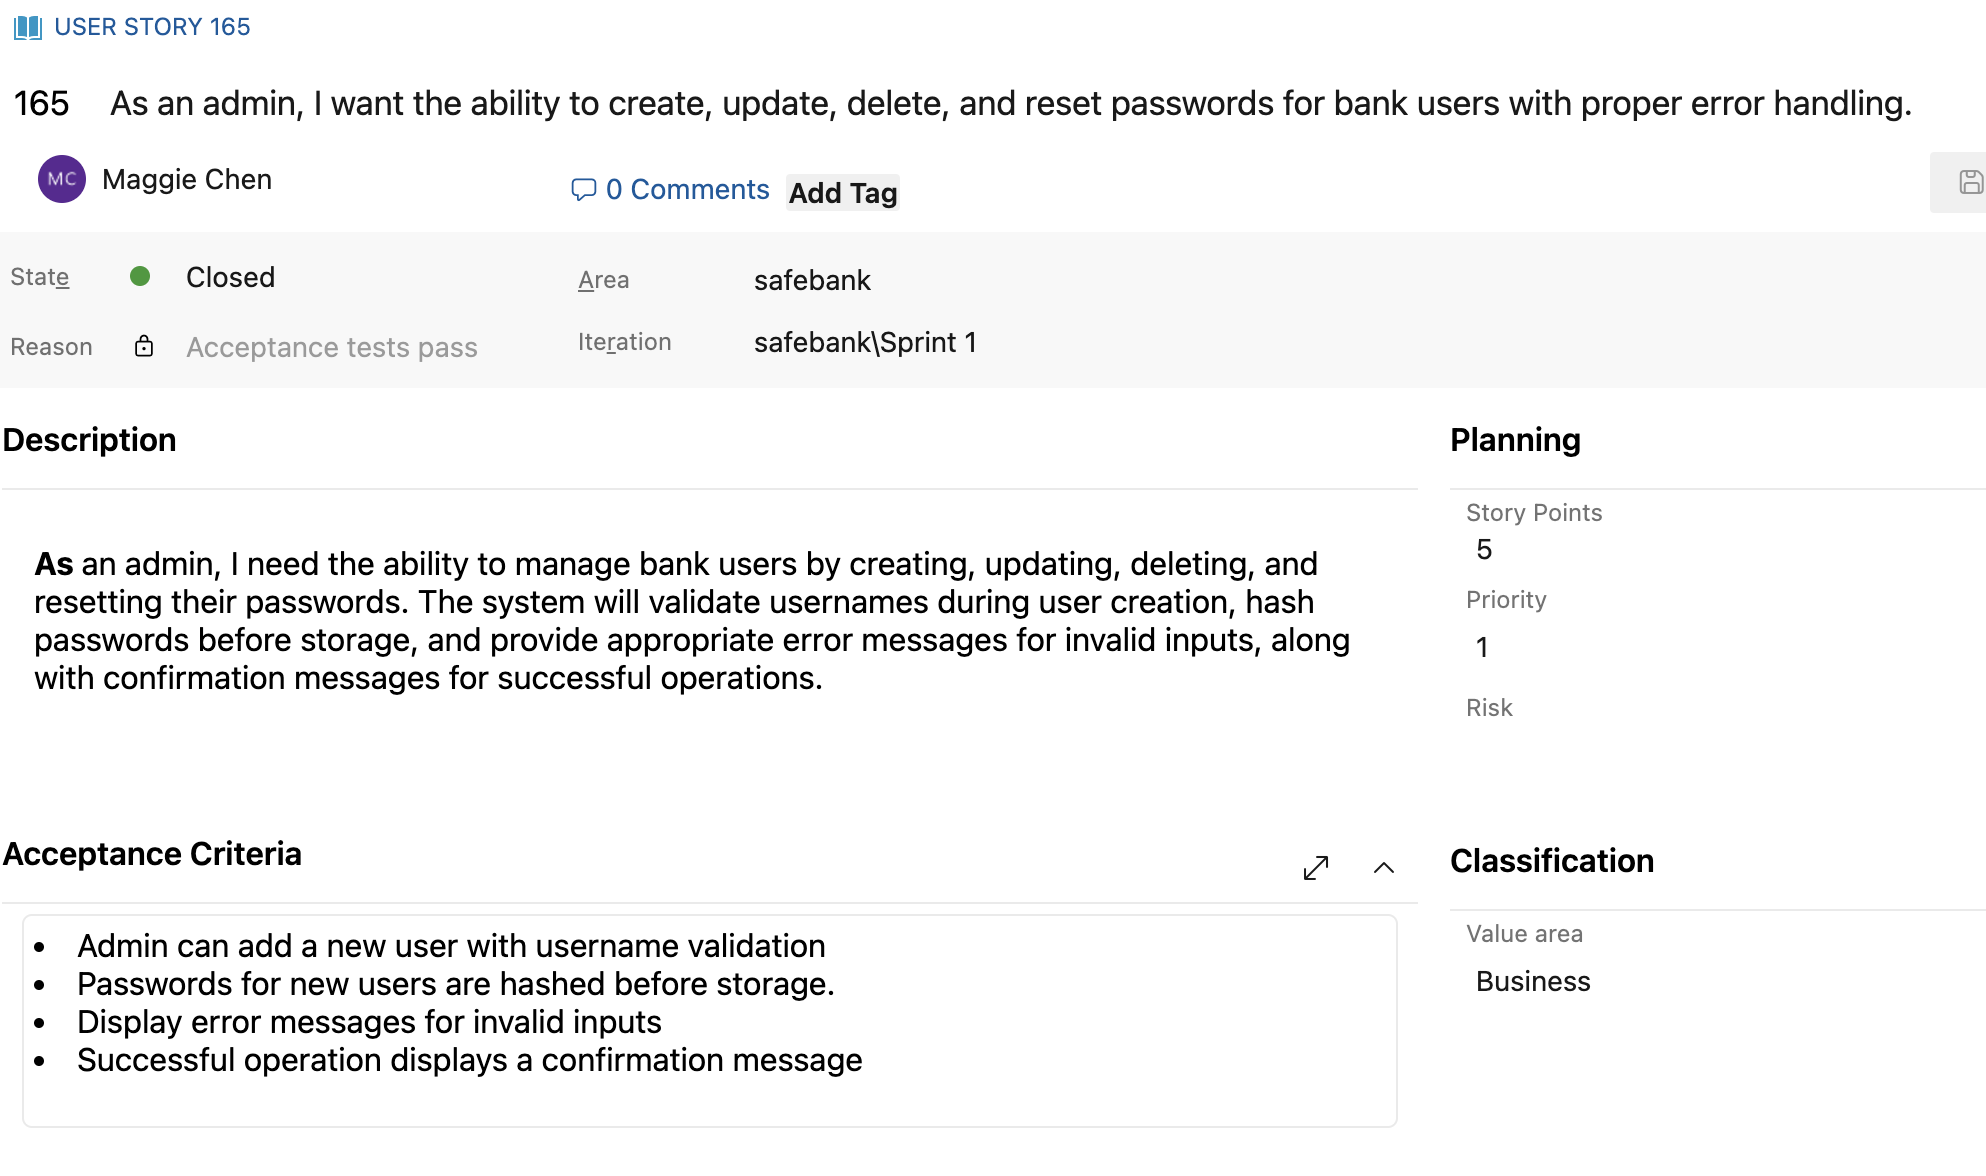 USER STORY 165
165 As an admin, I want the ability to create, update, delete, and reset passwords for bank users with proper error handling.
MC Maggie Chen
0 Comments Add Tag
State Closed
Area safebank
Reason Acceptance tests pass
Iteration safebank\Sprint 1
Description
As an admin, I need the ability to manage bank users by creating, updating, deleting, and
resetting their passwords. The system will validate usernames during user creation, hash
passwords before storage, and provide appropriate error messages for invalid inputs, along
with confirmation messages for successful operations.
Planning
Story Points
5
Priority
1
Risk
Acceptance Criteria
• Admin can add a new user with username validation
• Passwords for new users are hashed before storage.
• Display error messages for invalid inputs
• Successful operation displays a confirmation message
Classification
Value area
Business